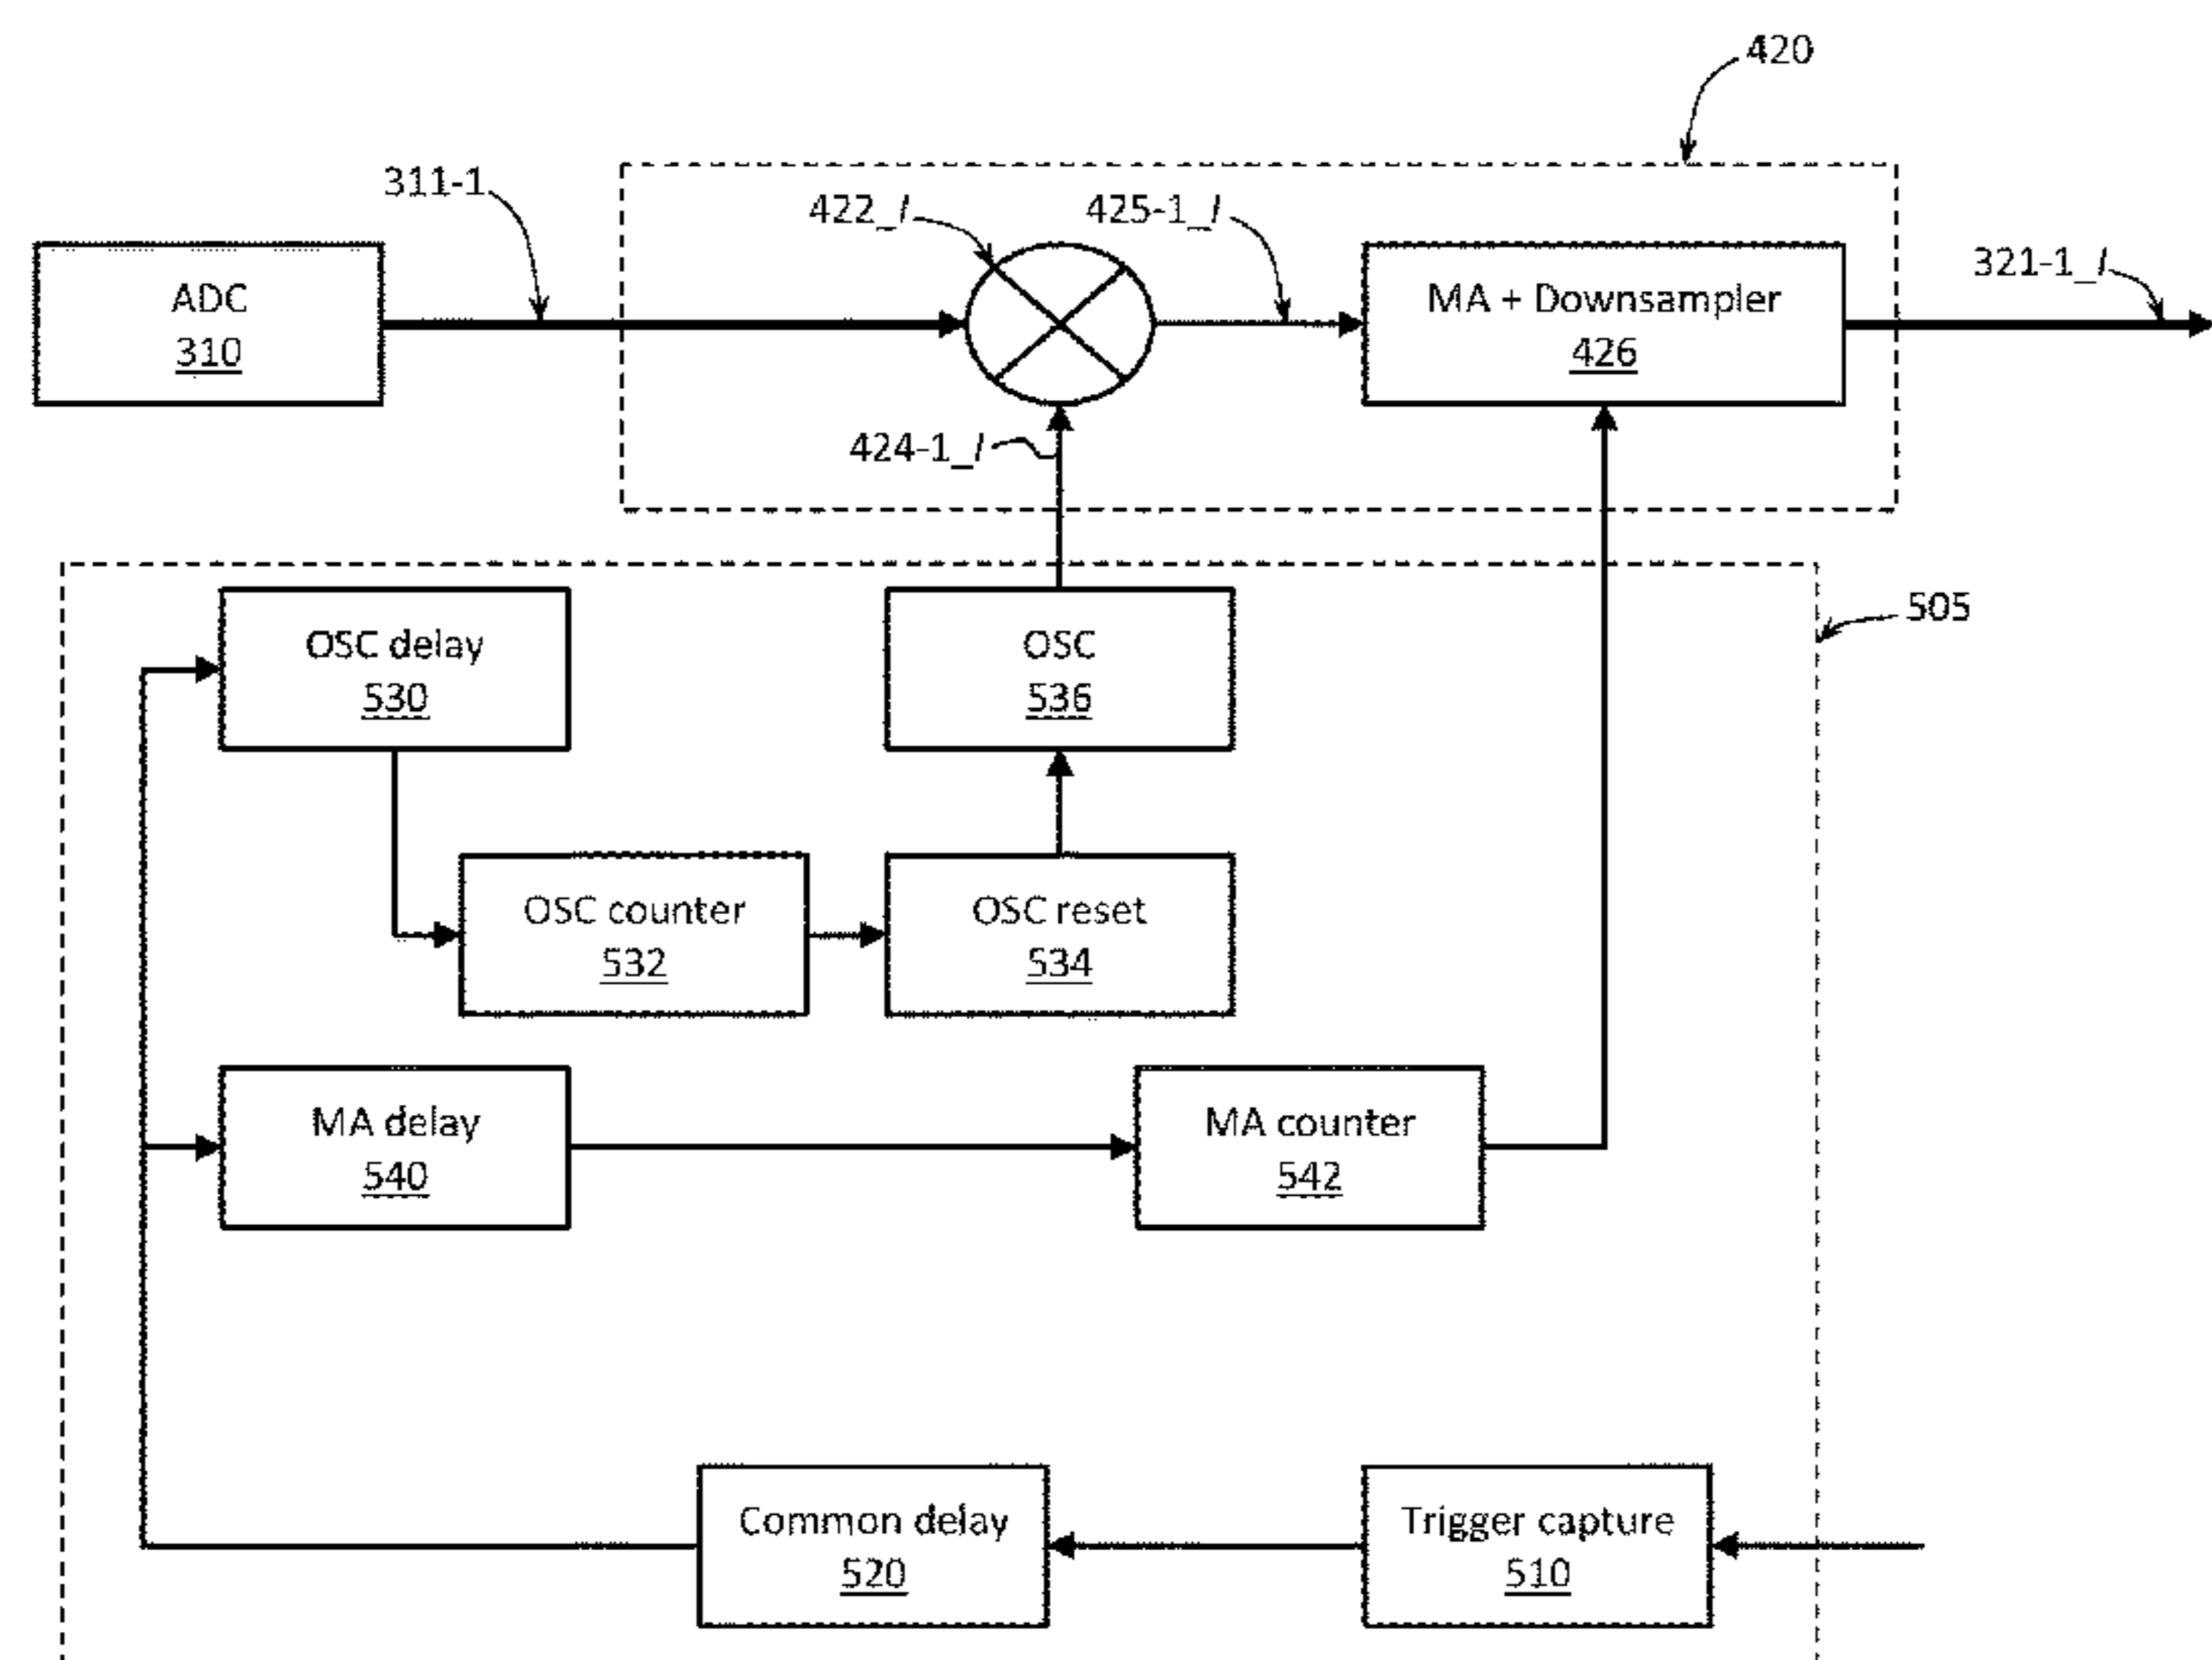 420
311-1
422_I
425-1_I
321-1_I
ADC
310
MA + Downsampler
426
424-1_I
505
OSC delay
530
OSC
536
OSC counter
532
OSC reset
534
MA delay
540
MA counter
542
Common delay
520
Trigger capture
510